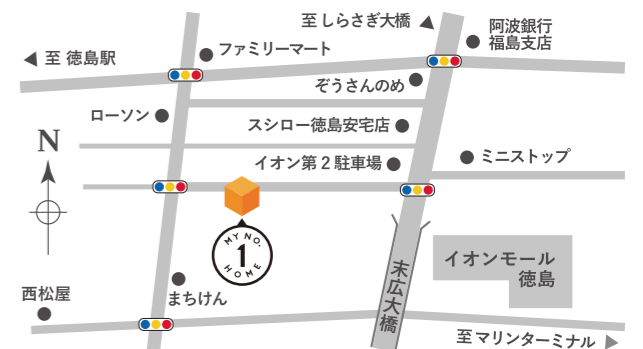 至 しらさぎ大橋
阿波銀行
福島支店
至 徳島駅
ファミリーマート
ぞうさんのめ
ローソン
スシロー徳島安宅店
N
イオン第2駐車場
ミニストップ
MY NO.
1
HOME
イオンモール
徳島
末広大橋
西松屋
まちけん
至 マリンターミナル